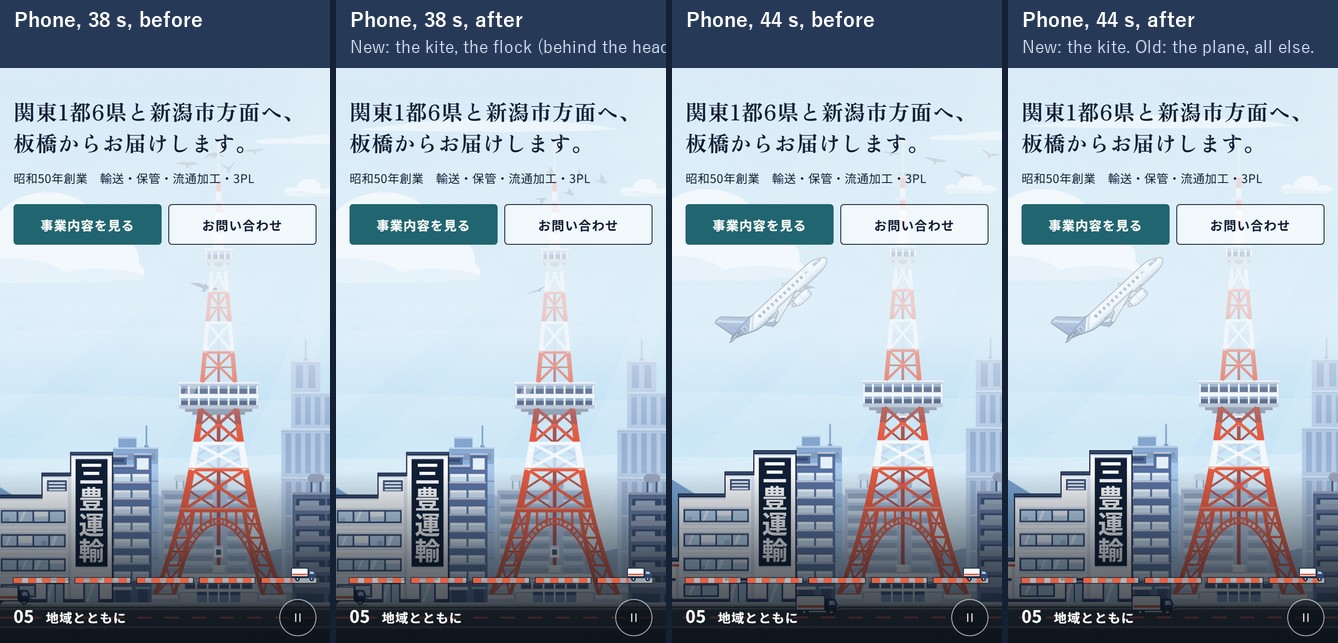 Phone, 38 s, before
関東1都6県と新潟市方面へ、
板橋からお届けします。
昭和50年創業　輸送・保管・流通加工・3PL
事業内容を見る
お問い合わせ
三豊運輸
05 地域とともに
Phone, 38 s, after
New: the kite, the flock (behind the head
関東1都6県と新潟市方面へ、
板橋からお届けします。
昭和50年創業　輸送・保管・流通加工・3PL
事業内容を見る
お問い合わせ
三豊運輸
05 地域とともに
Phone, 44 s, before
関東1都6県と新潟市方面へ、
板橋からお届けします。
昭和50年創業　輸送・保管・流通加工・3PL
事業内容を見る
お問い合わせ
三豊運輸
05 地域とともに
Phone, 44 s, after
New: the kite. Old: the plane, all else.
関東1都6県と新潟市方面へ、
板橋からお届けします。
昭和50年創業　輸送・保管・流通加工・3PL
事業内容を見る
お問い合わせ
三豊運輸
05 地域とともに